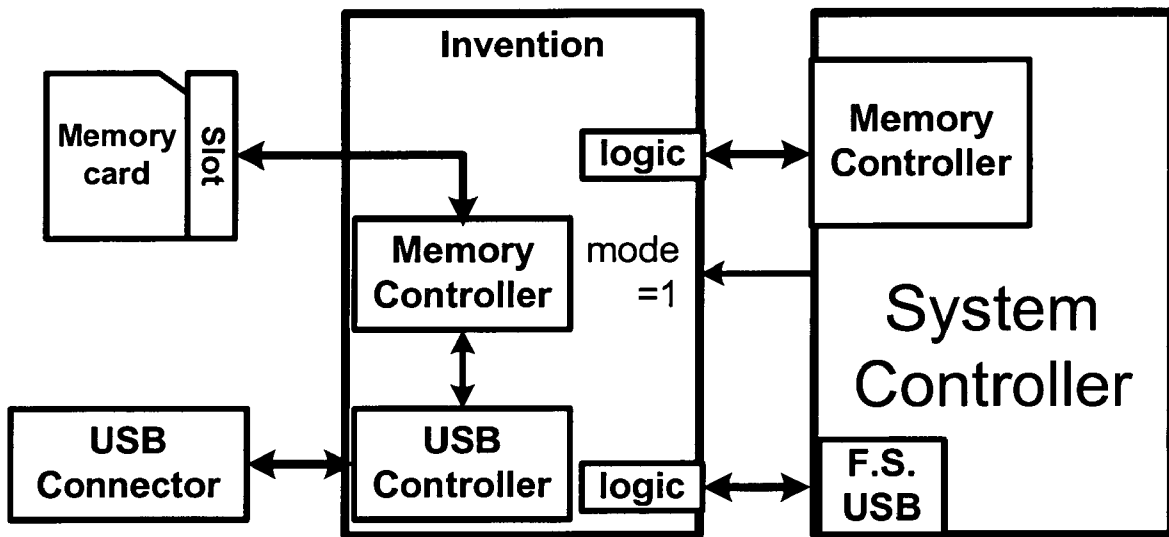 Invention
Memory
card
Slot
logic
Memory
Controller
Memory
Controller
mode
=1
System
Controller
USB
Connector
USB
Controller
logic
F.S.
USB